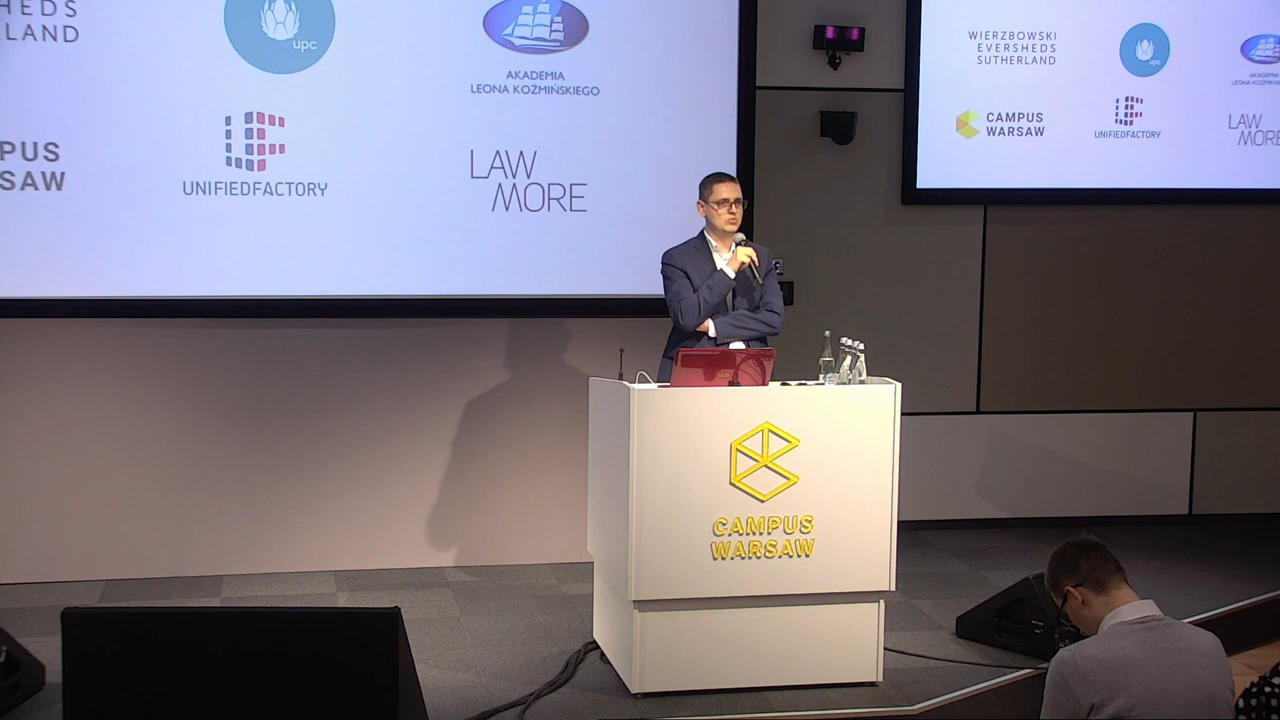 HEDS
LAND
upc
AKADEMIA
LEONA KOŹMIŃSKIEGO
PUS
SAW
UNIFIEDFACTORY
LAW
MORE
WIERZBOWSKI
EVERSHEDS
SUTHERLAND
upc
CAMPUS
WARSAW
UNIFIEDFACTORY
LAW
MORE
CAMPUS
WARSAW